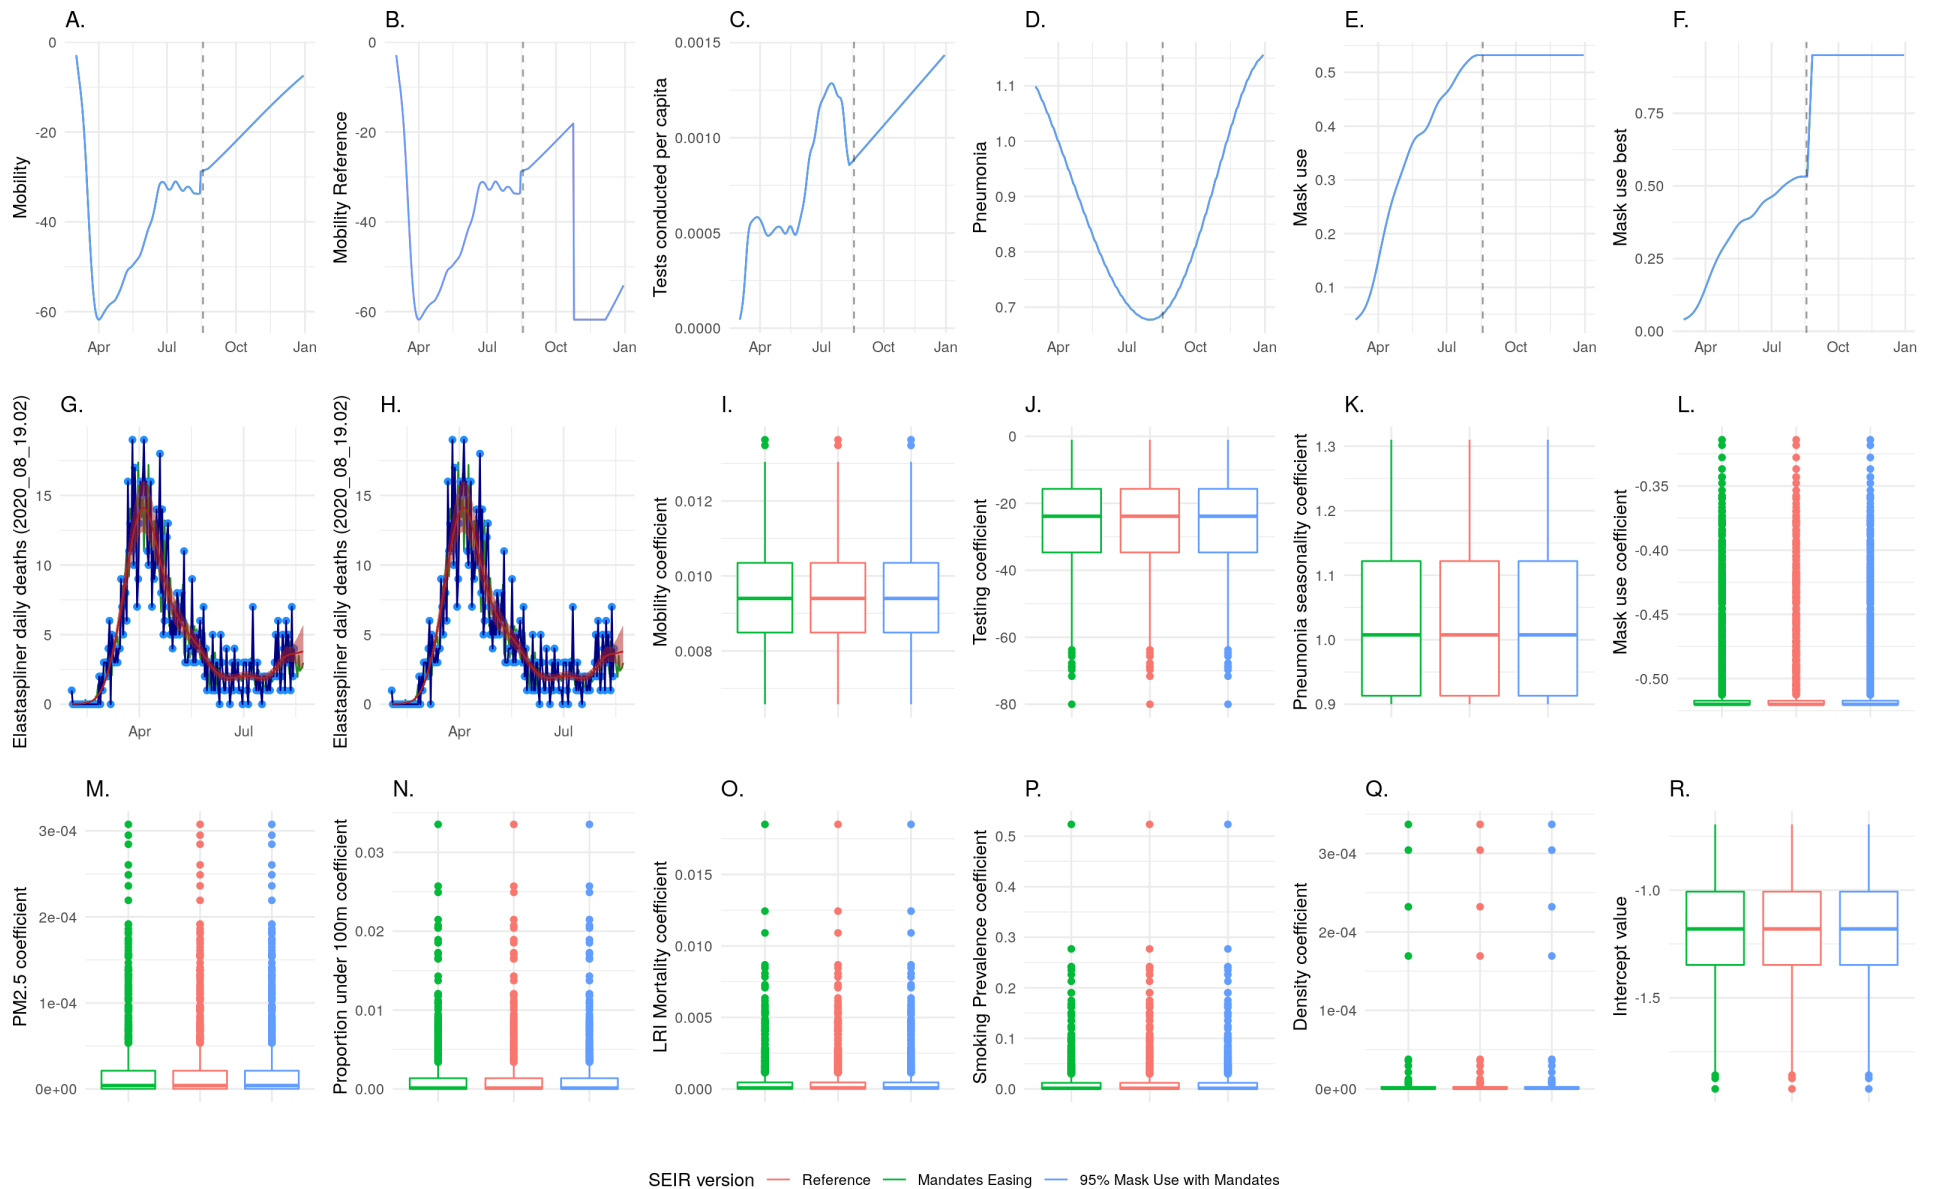 A.
B.
C.
D.
E.
F.
Mobility
0
-20
-40
-60
Apr
Jul
Oct
Jan
Mobility Reference
0
-20
-40
-60
Apr
Jul
Oct
Jan
Tests conducted per capita
0.0015
0.0010
0.0005
0.0000
Apr
Jul
Oct
Jan
Pneumonia
1.1
1.0
0.9
0.8
0.7
Apr
Jul
Oct
Jan
Mask use
0.5
0.4
0.3
0.2
0.1
Apr
Jul
Oct
Jan
Mask use best
0.75
0.50
0.25
0.00
Apr
Jul
Oct
Jan
G.
H.
I.
J.
K.
L.
Elastaspliner daily deaths (2020_08_19.02)
15
10
5
0
Apr
Jul
Elastaspliner daily deaths (2020_08_19.02)
15
10
5
0
Apr
Jul
Mobility coefficient
0.012
0.010
0.008
Testing coefficient
0
-20
-40
-60
-80
Pneumonia seasonality coefficient
1.3
1.2
1.1
1.0
0.9
Mask use coefficient
-0.35
-0.40
-0.45
-0.50
M.
N.
O.
P.
Q.
R.
PM2.5 coefficient
3e-04
2e-04
1e-04
0e+00
Proportion under 100m coefficient
0.03
0.02
0.01
0.00
LRI Mortality coefficient
0.015
0.010
0.005
0.000
Smoking Prevalence coefficient
0.5
0.4
0.3
0.2
0.1
0.0
Density coefficient
3e-04
2e-04
1e-04
0e+00
Intercept value
-1.0
-1.5
SEIR version
Reference
Mandates Easing
95% Mask Use with Mandates